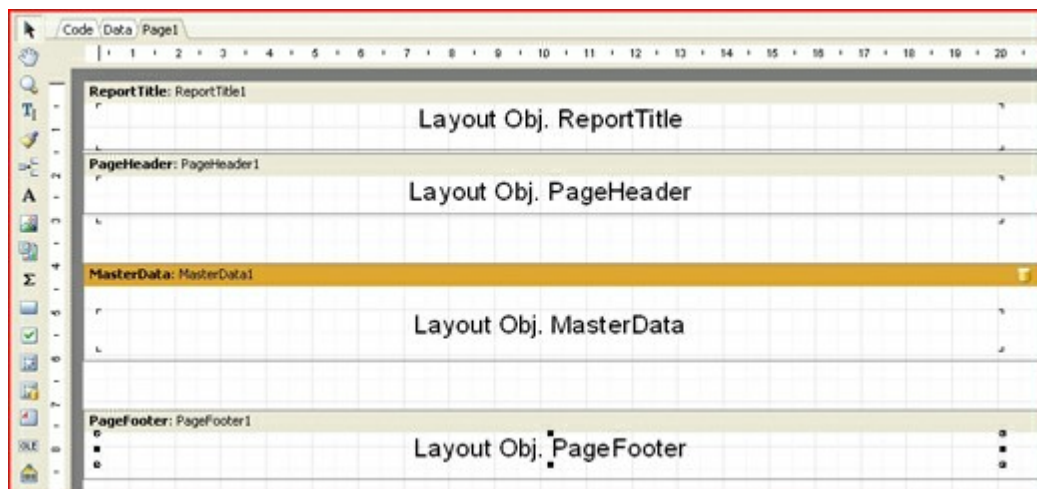 Code Data Page1
1 2 3 4 5 6 7 8 9 10 11 12 13 14 15 16 17 18 19 20
ReportTitle: ReportTitle1
Layout Obj. ReportTitle
PageHeader: PageHeader1
Layout Obj. PageHeader
MasterData: MasterData1
Layout Obj. MasterData
PageFooter: PageFooter1
Layout Obj. PageFooter
OLE